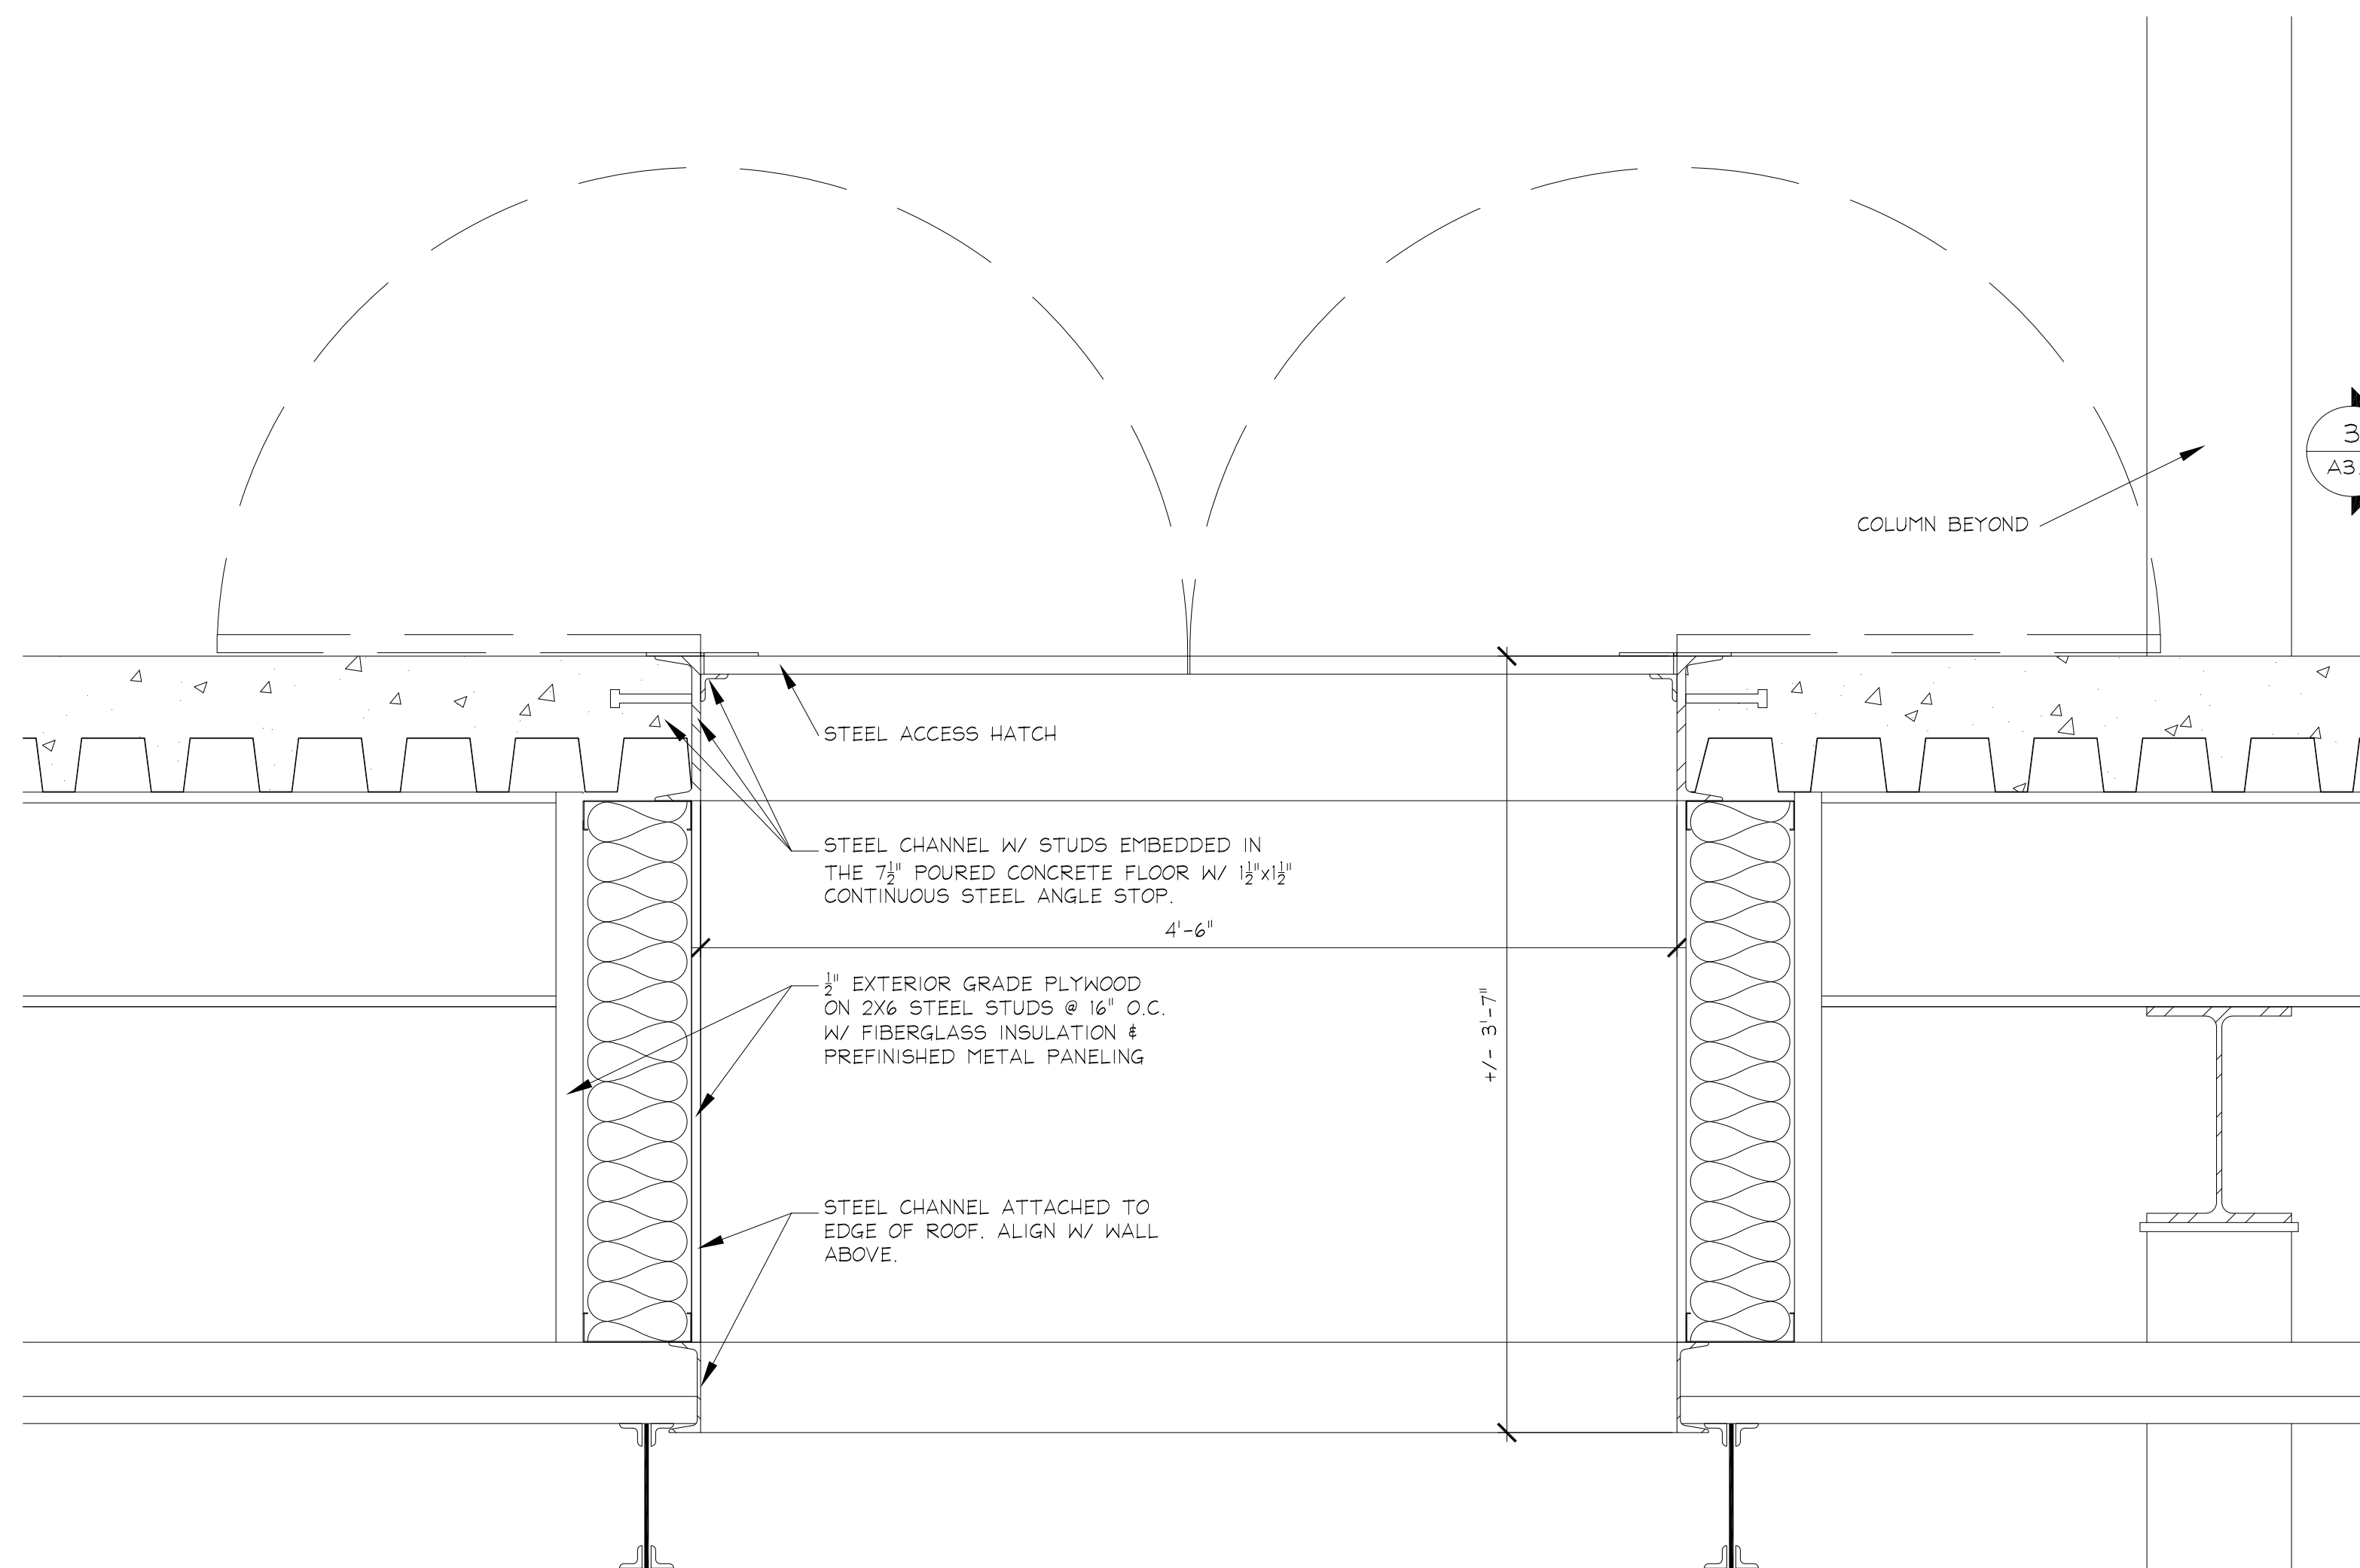 3
COLUMN BEYOND
STEEL ACCESS HATCH
STEEL CHANNEL W/ STUDS EMBEDDED IN
THE 7½" POURED CONCRETE FLOOR W/ 1½"x1½"
CONTINUOUS STEEL ANGLE STOP.
4'-6"
½" EXTERIOR GRADE PLYWOOD
ON 2X6 STEEL STUDS @ 16" O.C.
W/ FIBERGLASS INSULATION &
PREFINISHED METAL PANELING
+/- 3'-7"
STEEL CHANNEL ATTACHED TO
EDGE OF ROOF. ALIGN W/ WALL
ABOVE.